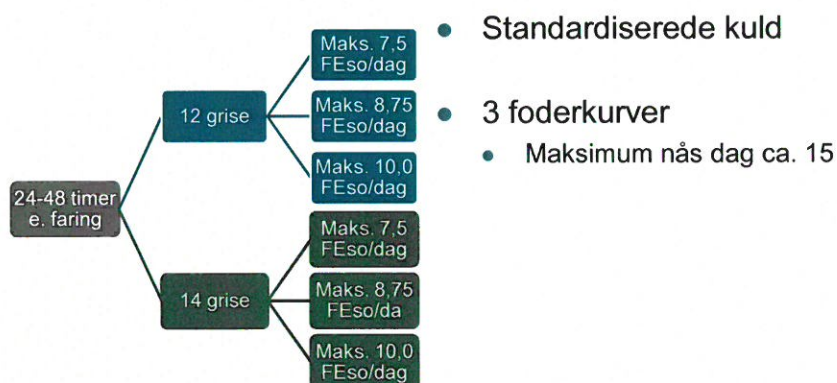 24-48 timer
e. faring
12 grise
Maks. 7,5
FEso/dag
Maks. 8,75
FEso/dag
Maks. 10,0
FEso/dag
14 grise
Maks. 7,5
FEso/dag
Maks. 8,75
FEso/da
Maks. 10,0
FEso/dag
Standardiserede kuld
3 foderkurver
Maksimum nås dag ca. 15